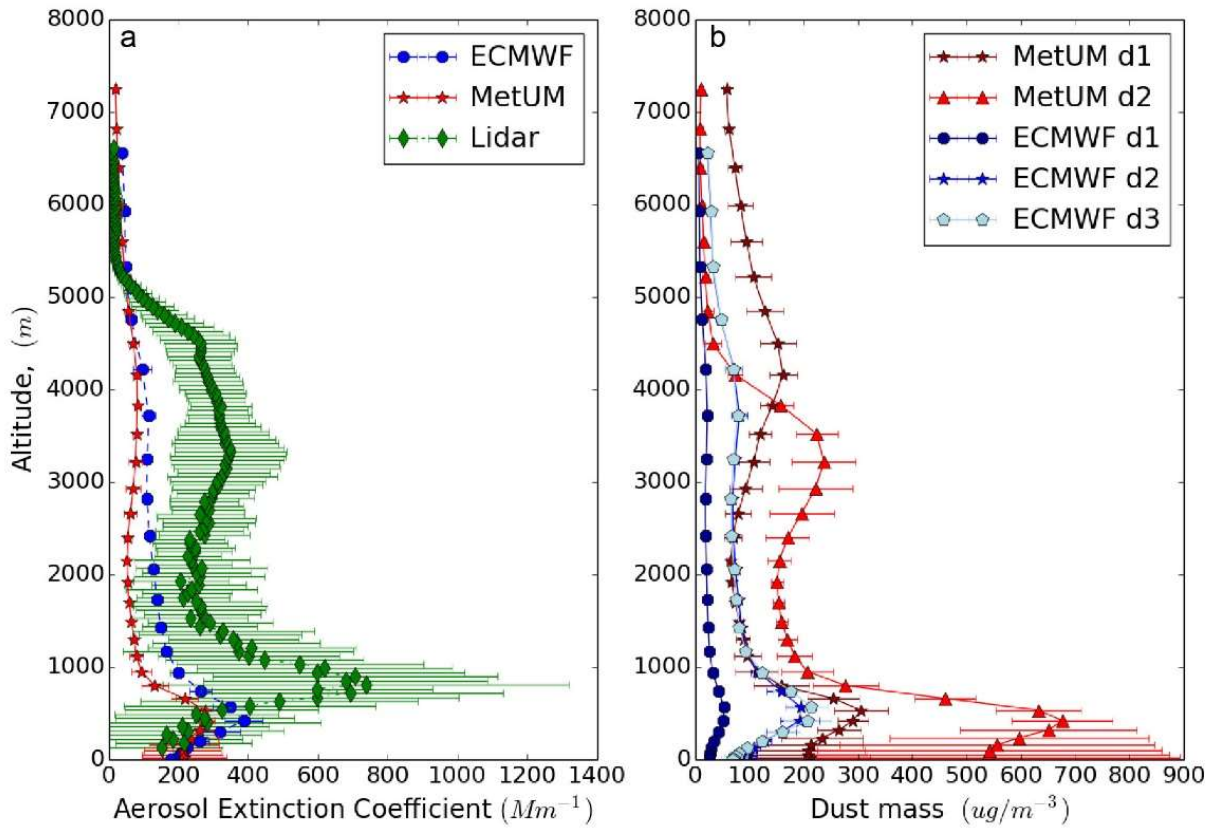 a
ECMWF
MetUM
Lidar
8000
7000
6000
5000
4000
3000
2000
1000
0
Altitude, (m)
0 200 400 600 800 1000 1200 1400
Aerosol Extinction Coefficient (Mm⁻¹)
b
MetUM d1
MetUM d2
ECMWF d1
ECMWF d2
ECMWF d3
8000
7000
6000
5000
4000
3000
2000
1000
0
0 100 200 300 400 500 600 700 800 900
Dust mass (ug/m⁻³)